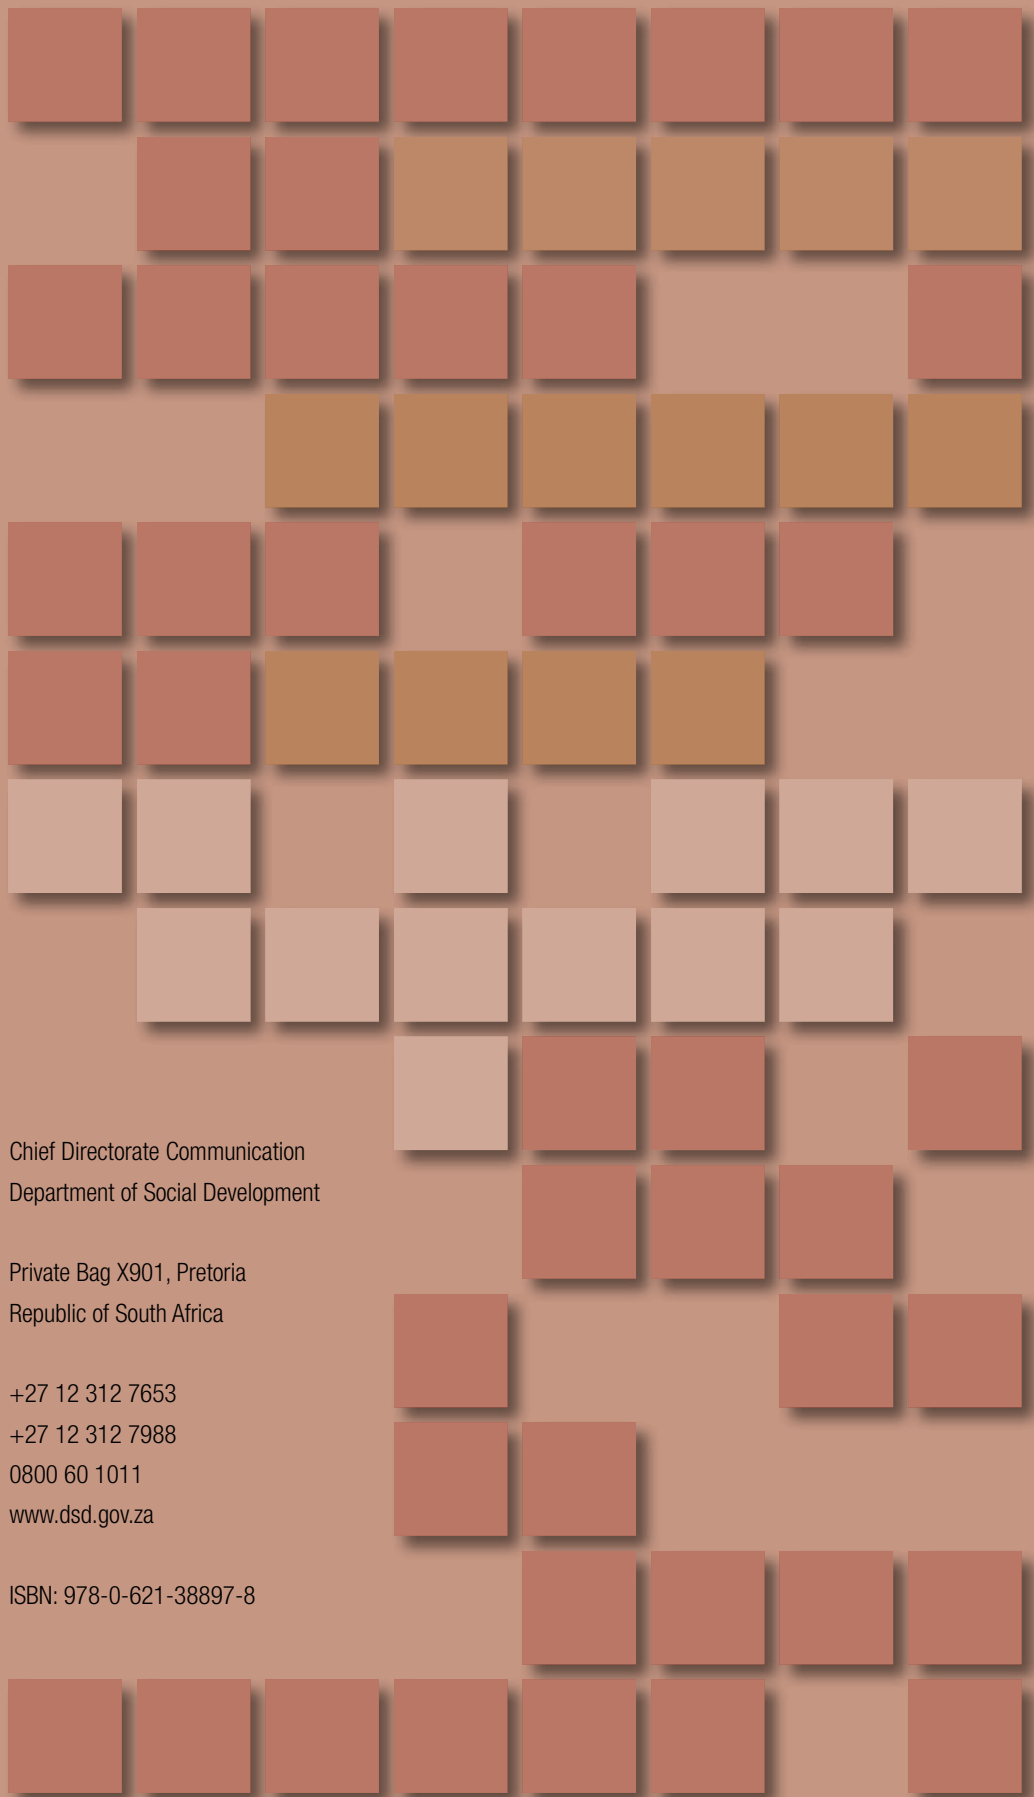 Chief Directorate Communication
Department of Social Development
Private Bag X901, Pretoria
Republic of South Africa
+27 12 312 7653
+27 12 312 7988
0800 60 1011
www.dsd.gov.za
ISBN: 978-0-621-38897-8